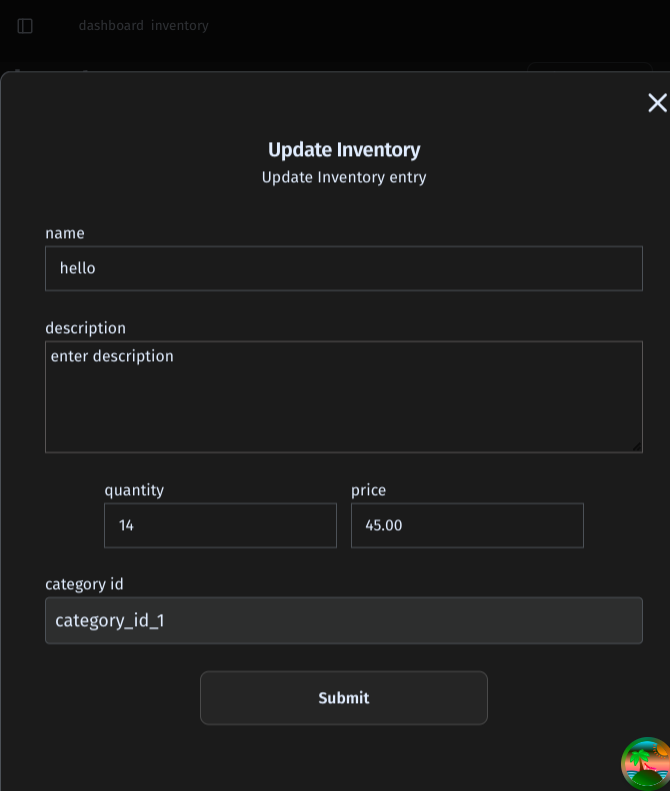 dashboard inventory
Update Inventory
Update Inventory entry
name
hello
description
enter description
quantity price
14 45.00
category id
category_id_1
Submit